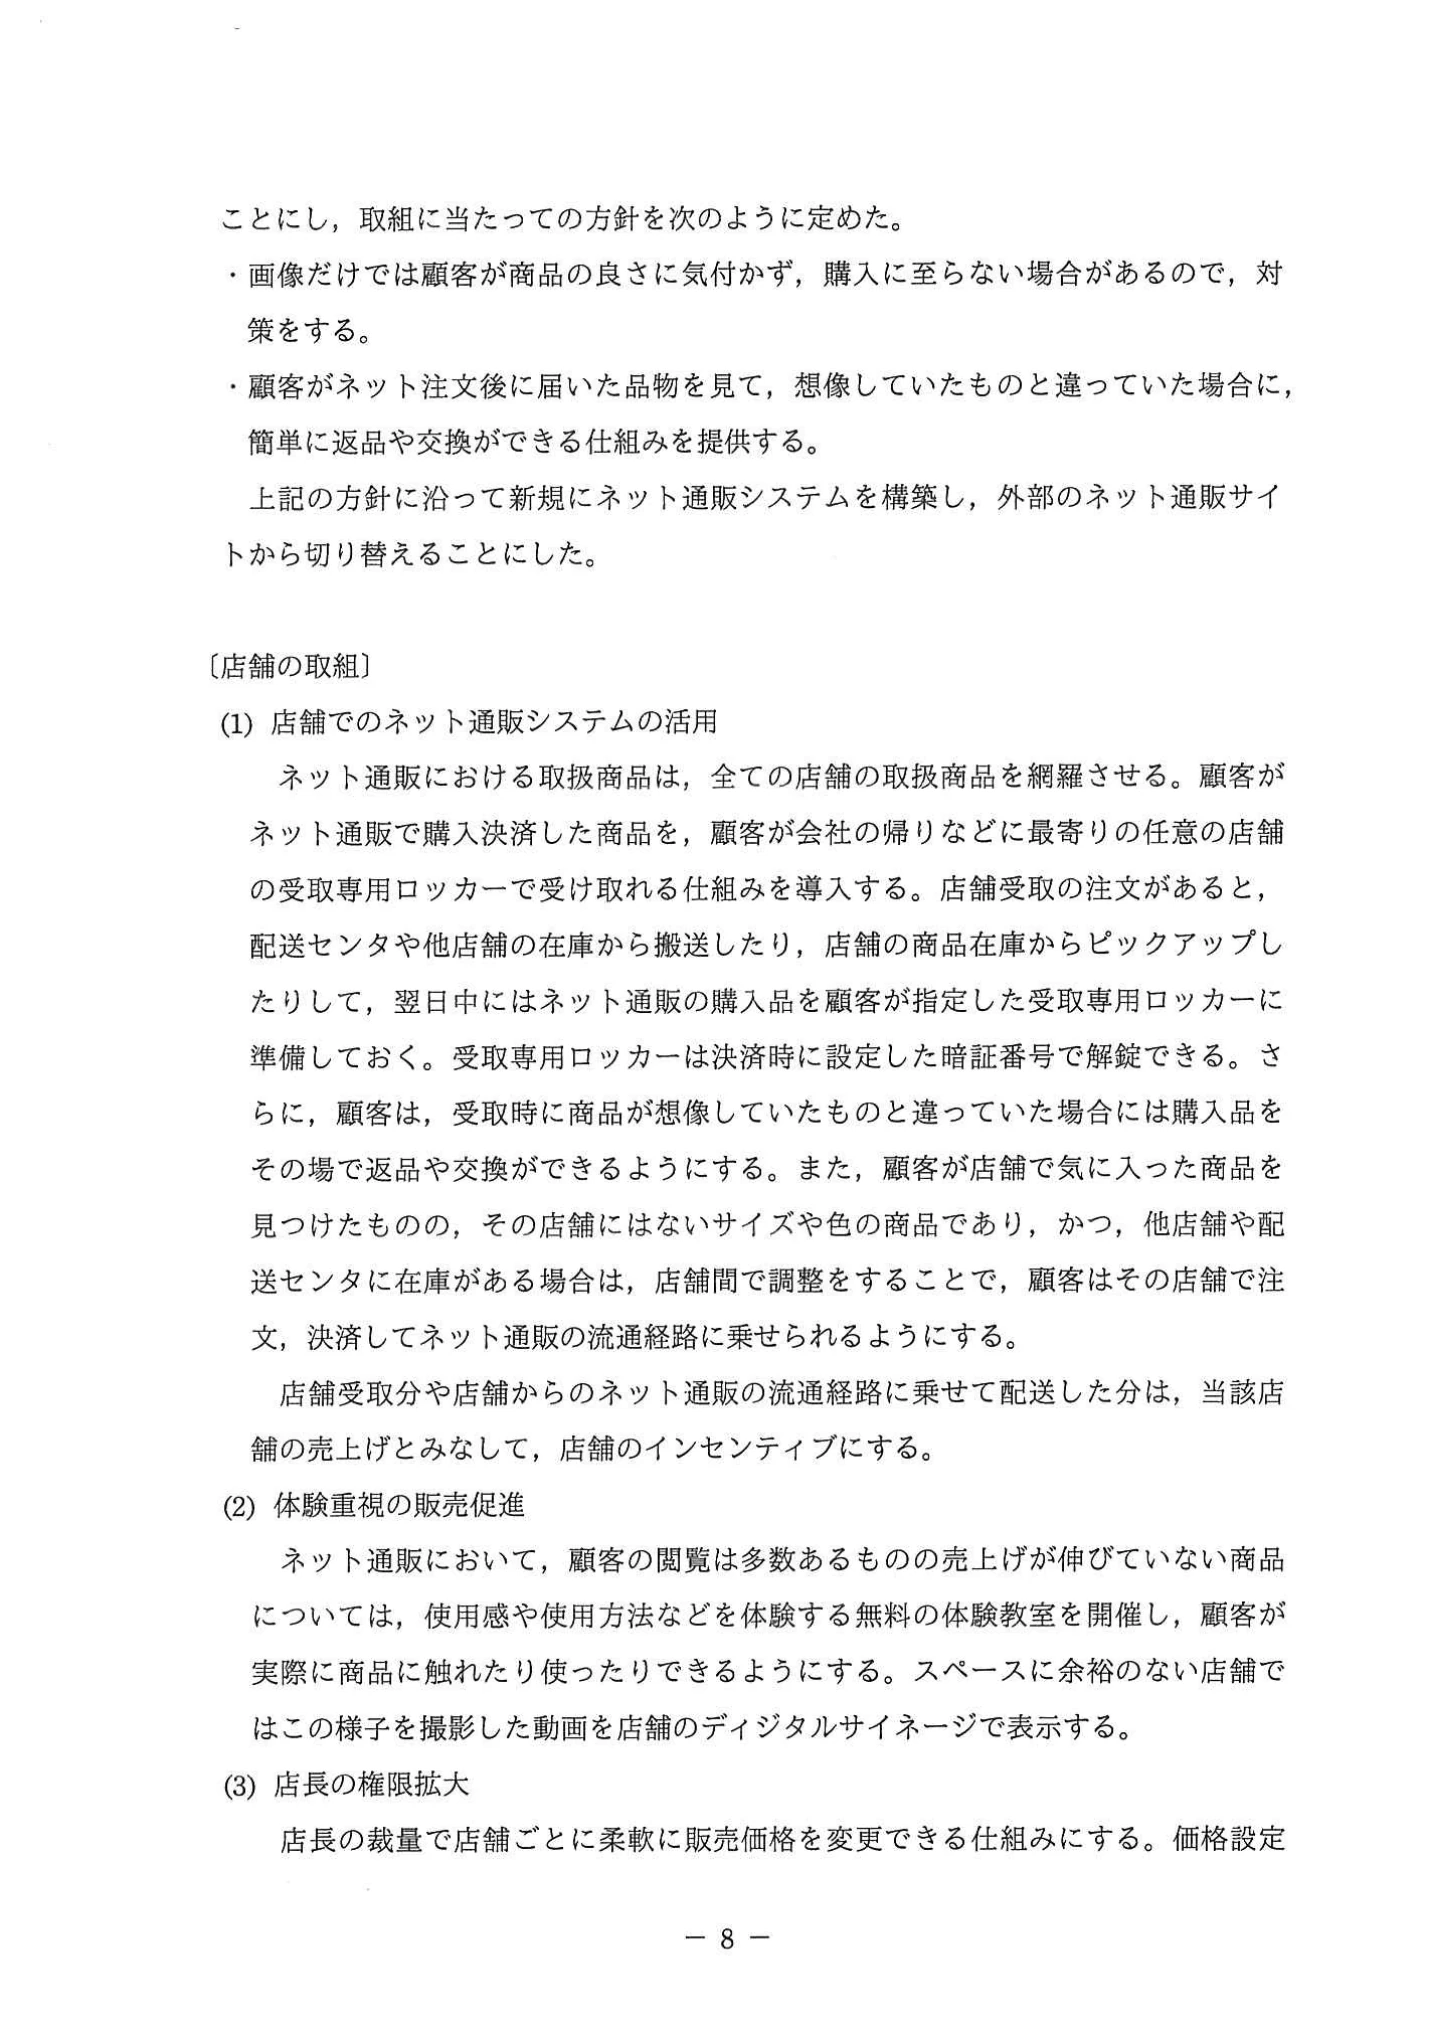 ことにし，取組に当たっての方針を次のように定めた。
・画像だけでは顧客が商品の良さに気付かず，購入に至らない場合があるので，対
策をする。
・顧客がネット注文後に届いた品物を見て，想像していたものと違っていた場合に，
簡単に返品や交換ができる仕組みを提供する。
上記の方針に沿って新規にネット通販システムを構築し，外部のネット通販サイ
トから切り替えることにした。
〔店舗の取組〕
(1) 店舗でのネット通販システムの活用
ネット通販における取扱商品は，全ての店舗の取扱商品を網羅させる。顧客が
ネット通販で購入決済した商品を，顧客が会社の帰りなどに最寄りの任意の店舗
の受取専用ロッカーで受け取れる仕組みを導入する。店舗受取の注文があると，
配送センタや他店舗の在庫から搬送したり，店舗の商品在庫からピックアップし
たりして，翌日中にはネット通販の購入品を顧客が指定した受取専用ロッカーに
準備しておく。受取専用ロッカーは決済時に設定した暗証番号で解錠できる。さ
らに，顧客は，受取時に商品が想像していたものと違っていた場合には購入品を
その場で返品や交換ができるようにする。また，顧客が店舗で気に入った商品を
見つけたものの，その店舗にはないサイズや色の商品であり，かつ，他店舗や配
送センタに在庫がある場合は，店舗間で調整をすることで，顧客はその店舗で注
文，決済してネット通販の流通経路に乗せられるようにする。
店舗受取分や店舗からのネット通販の流通経路に乗せて配送した分は，当該店
舗の売上げとみなして，店舗のインセンティブにする。
(2) 体験重視の販売促進
ネット通販において，顧客の閲覧は多数あるものの売上げが伸びていない商品
については，使用感や使用方法などを体験する無料の体験教室を開催し，顧客が
実際に商品に触れたり使ったりできるようにする。スペースに余裕のない店舗で
はこの様子を撮影した動画を店舗のディジタルサイネージで表示する。
(3) 店長の権限拡大
店長の裁量で店舗ごとに柔軟に販売価格を変更できる仕組みにする。価格設定
－ 8 －